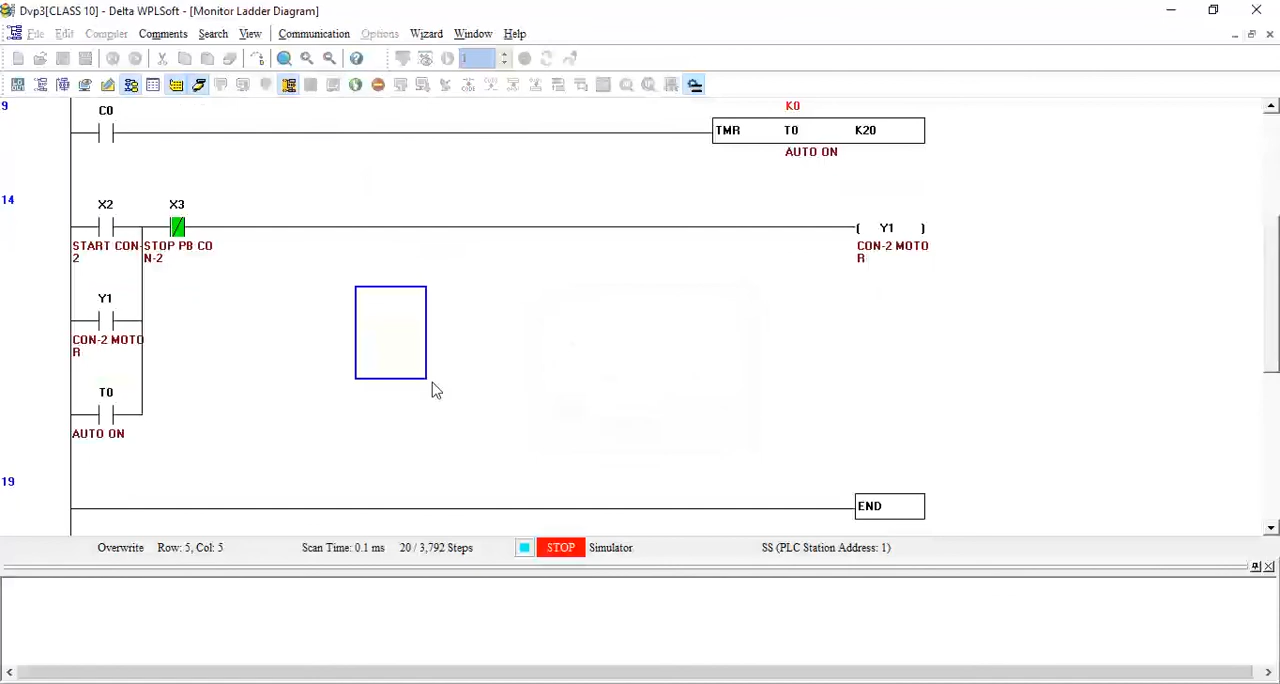 Dvp3[CLASS 10] - Delta WPLSoft - [Monitor Ladder Diagram]
File Edit Compiler Comments Search View Communication Options Wizard Window Help
1
9
C0
K0
TMR T0 K20
AUTO ON
14
X2 X3
Y1
START CON-
2
STOP PB CO
N-2
CON-2 MOTO
R
Y1
CON-2 MOTO
R
T0
AUTO ON
19
END
Overwrite Row: 5, Col: 5 Scan Time: 0.1 ms 20 / 3,792 Steps STOP Simulator SS (PLC Station Address: 1)